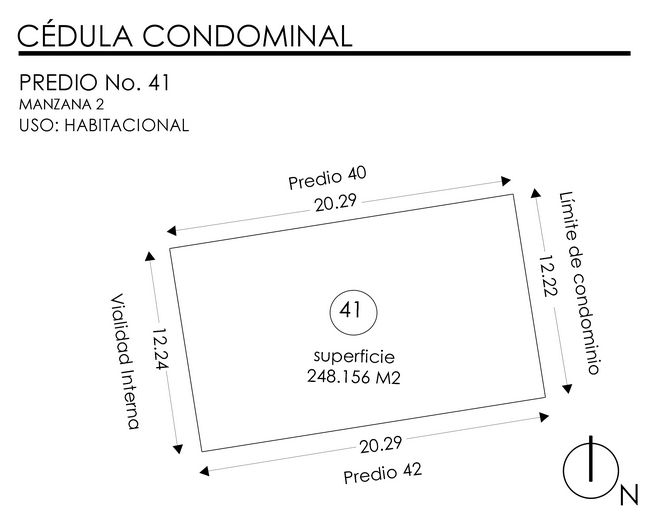 CÉDULA CONDOMINAL
PREDIO No. 41
MANZANA 2
USO: HABITACIONAL
Predio 40
20.29
Límite de condominio
12.22
Vialidad Interna
12.24
41
superficie
248.156 M2
20.29
Predio 42
N